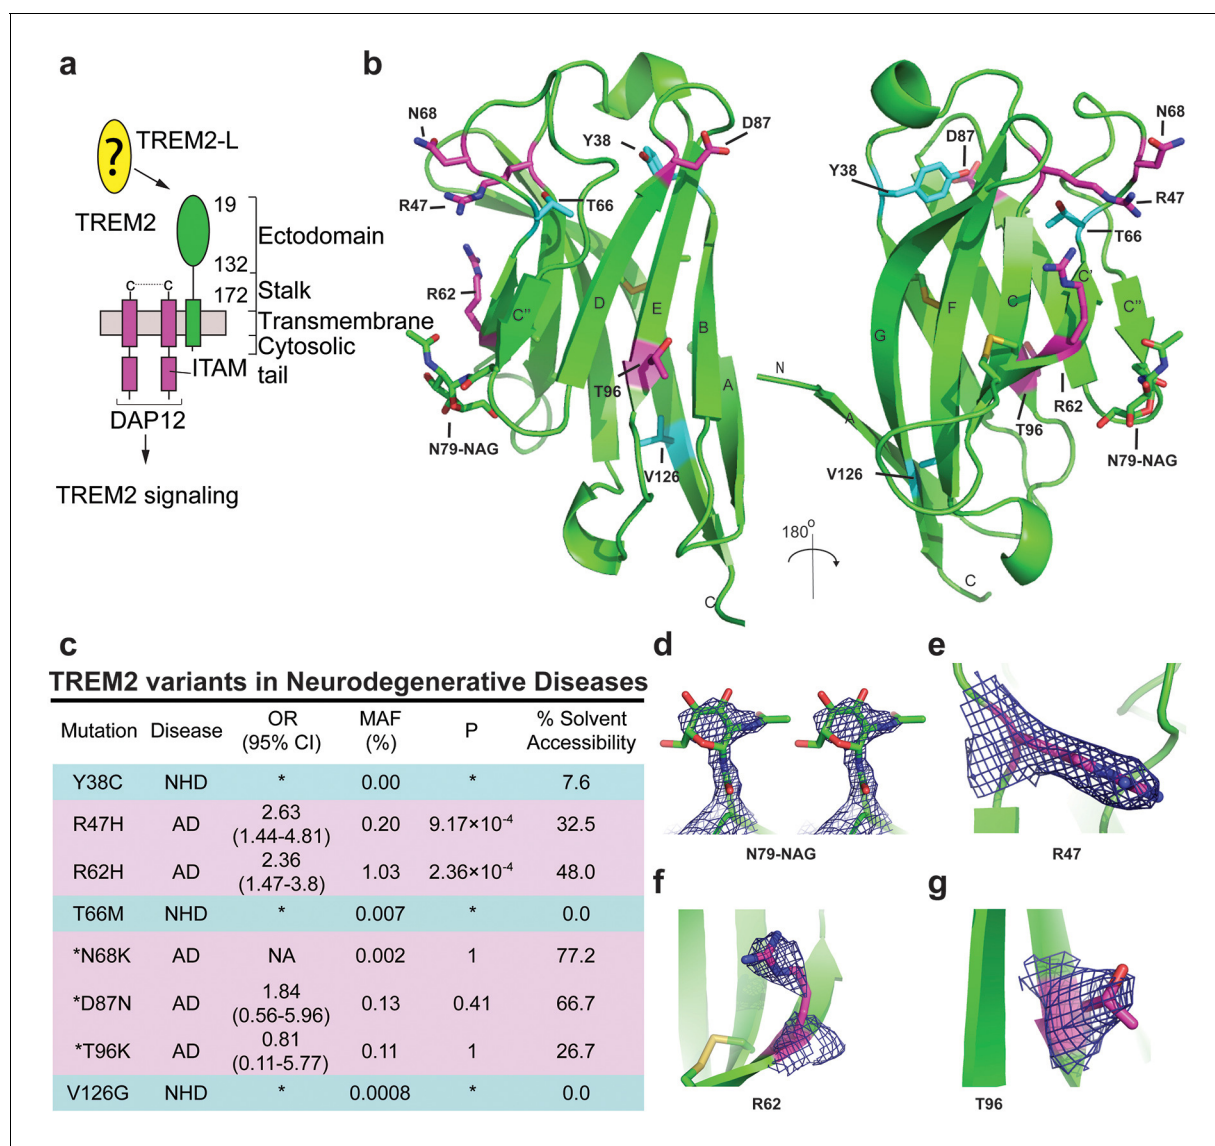 a
?
TREM2-L
TREM2
19
Ectodomain
132
C
C
172
Stalk
Transmembrane
Cytosolic
tail
ITAM
DAP12
TREM2 signaling
b
N68
Y38
D87
R47
T66
R62
C"
D
E
B
A
T96
N79-NAG
V126
C
180°
D87
N68
Y38
R47
T66
C'
C"
F
C
G
N
A
R62
T96
N79-NAG
V126
C
c
TREM2 variants in Neurodegenerative Diseases
Mutation Disease OR (95% CI) MAF (%) P % Solvent Accessibility
Y38C NHD * 0.00 * 7.6
R47H AD 2.63 (1.44-4.81) 0.20 9.17×10-4 32.5
R62H AD 2.36 (1.47-3.8) 1.03 2.36×10-4 48.0
T66M NHD * 0.007 * 0.0
*N68K AD NA 0.002 1 77.2
*D87N AD 1.84 (0.56-5.96) 0.13 0.41 66.7
*T96K AD 0.81 (0.11-5.77) 0.11 1 26.7
V126G NHD * 0.0008 * 0.0
d
N79-NAG
e
R47
f
R62
g
T96